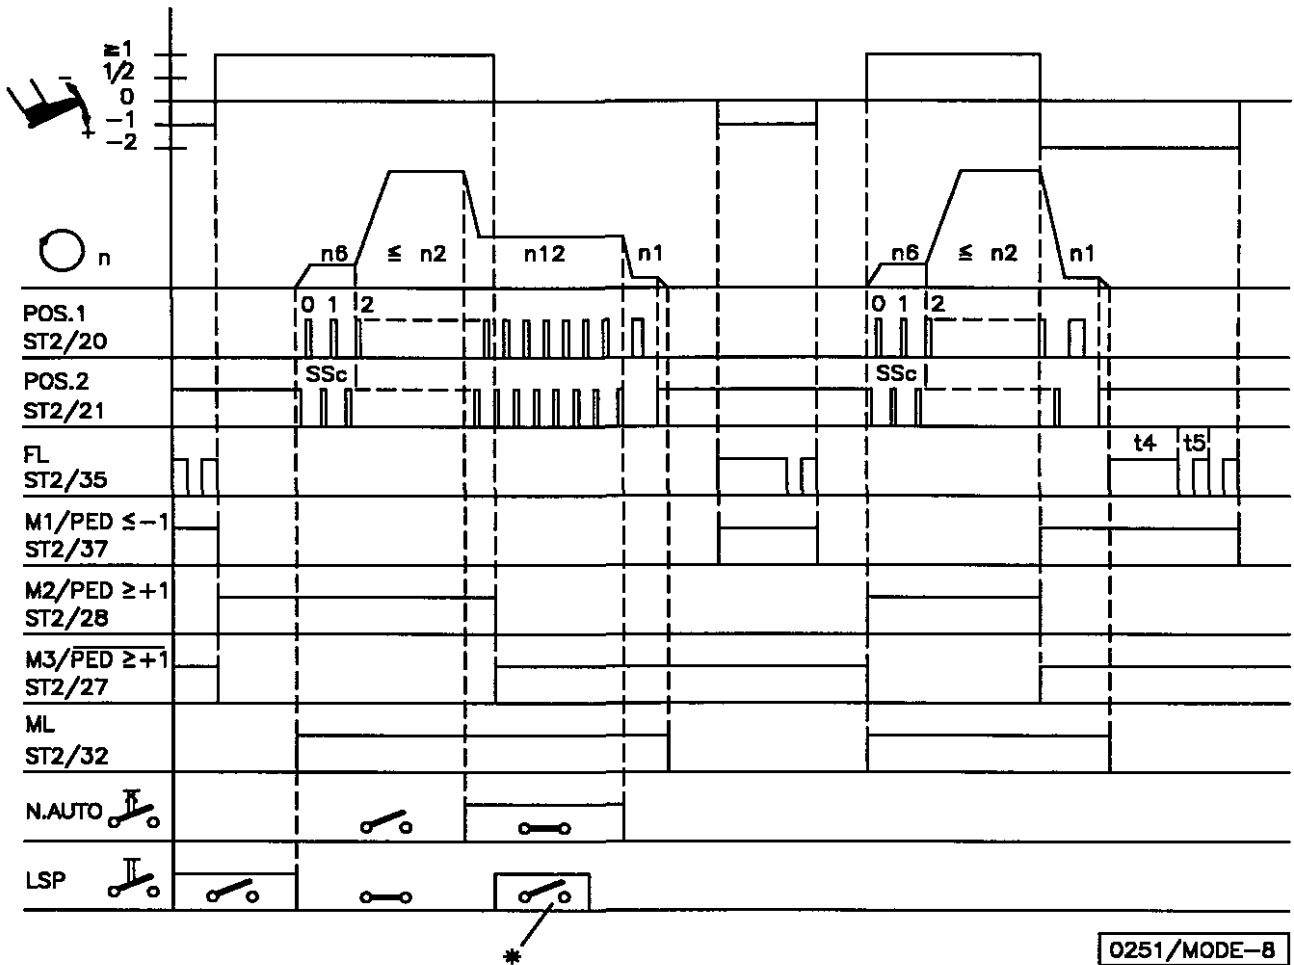 ≥1
1/2
0
-1
-2
- +
n
n6 ≤ n2 n12 n1 n6 ≤ n2 n1
POS.1 0 1 2 0 1 2
ST2/20
POS.2 SSc SSc
ST2/21
FL t4 t5
ST2/35
M1/PED ≤-1
ST2/37
M2/PED ≥+1
ST2/28
M3/P̅E̅D̅ ̅≥̅+̅1̅
ST2/27
ML
ST2/32
N.AUTO
LSP
*
0251/MODE-8